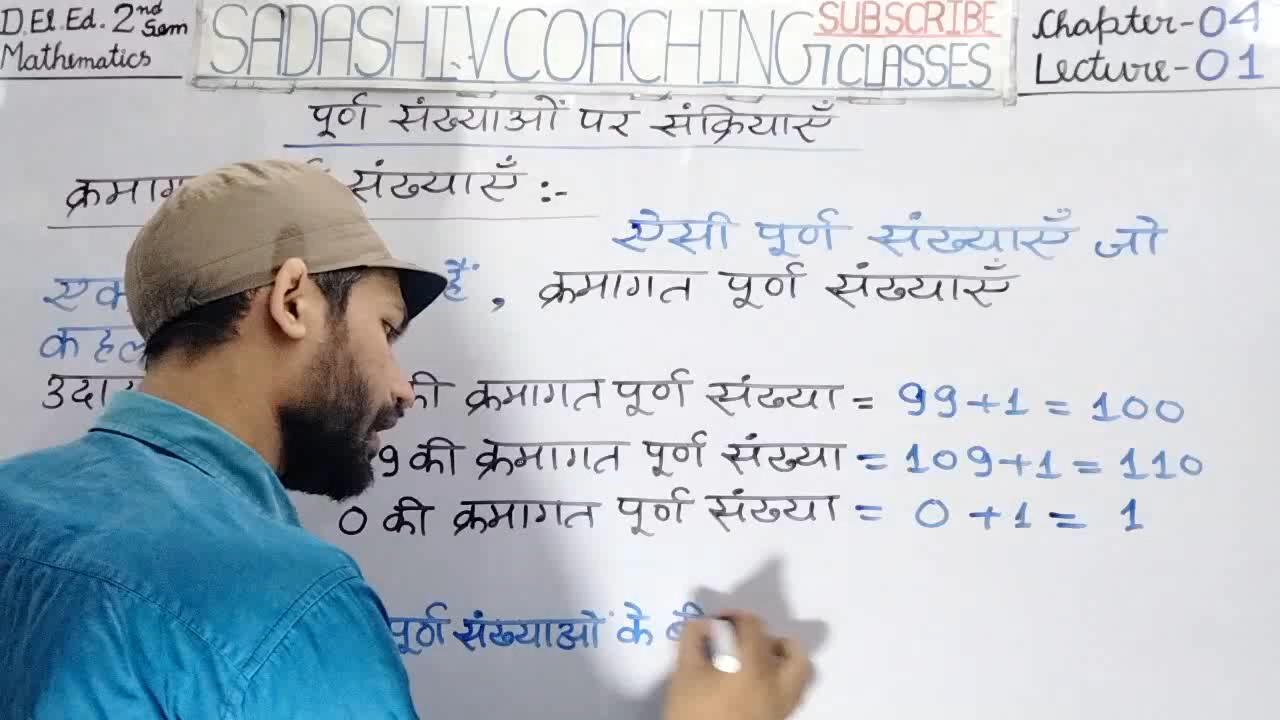 D.El.Ed. 2nd Sem
Mathematics
SADASHIV COACHING CLASSES
SUBSCRIBE
Chapter-04
Lecture-01
पूर्ण संख्याओं पर संक्रियाएँ
संख्याएँ :-
ऐसी पूर्ण संख्याएँ जो
हैं, क्रमागत पूर्ण संख्याएँ
की क्रमागत पूर्ण संख्या = 99+1 = 100
9 की क्रमागत पूर्ण संख्या = 109+1 = 110
0 की क्रमागत पूर्ण संख्या = 0 +1 = 1
पूर्ण संख्याओं के